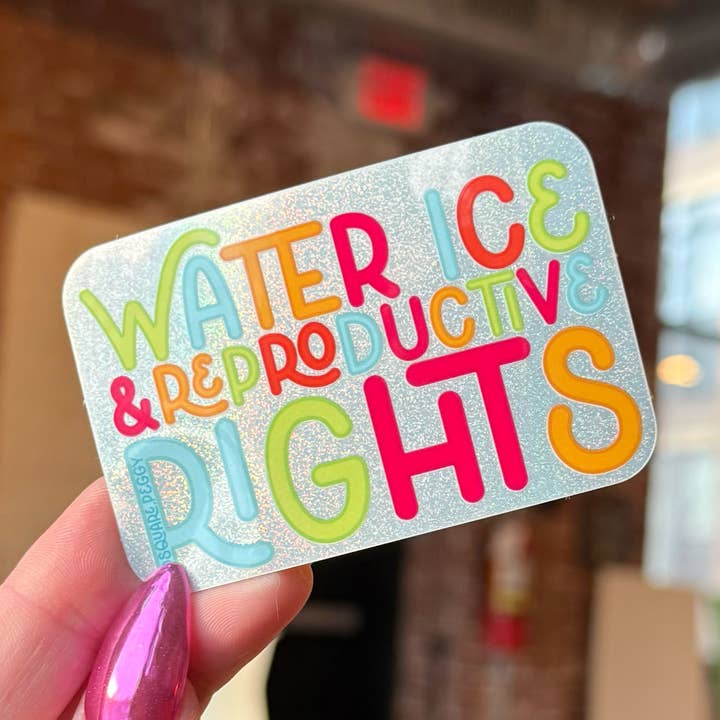 WATER ICE
& REPRODUCTIVE
RIGHTS
SQUARE PEGGY